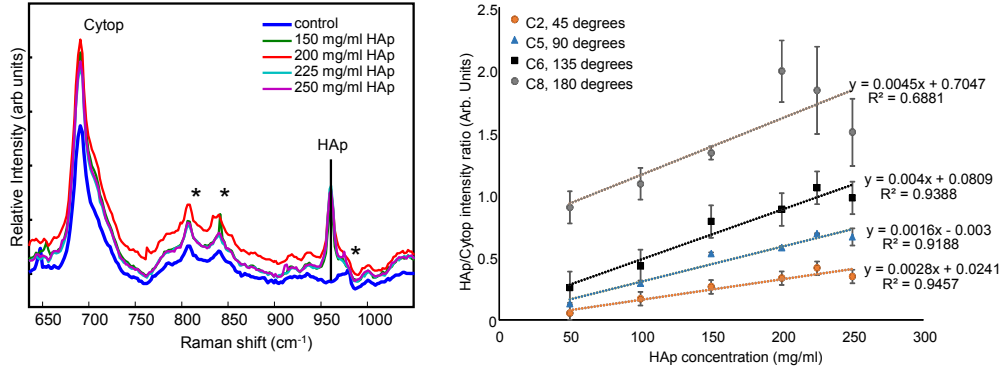 Cytop
control
150 mg/ml HAp
200 mg/ml HAp
225 mg/ml HAp
250 mg/ml HAp
HAp
* *
*
Relative Intensity (arb units)
650 700 750 800 850 900 950 1000
Raman shift (cm-1)
HAp/Cytop intensity ratio (Arb. Units)
2.5
2.0
1.5
1.0
0.5
0.0
C2, 45 degrees
C5, 90 degrees
C6, 135 degrees
C8, 180 degrees
y = 0.0045x + 0.7047
R² = 0.6881
y = 0.004x + 0.0809
R² = 0.9388
y = 0.0016x - 0.003
R² = 0.9188
y = 0.0028x + 0.0241
R² = 0.9457
0 50 100 150 200 250 300
HAp concentration (mg/ml)